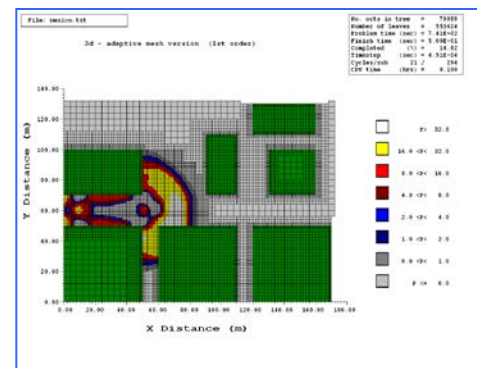 File: mexico.txt
3d - adaptive mesh version (1st order)
No. octs in tree = 79089
Number of leaves = 553624
Problem time (sec) = 7.41E-02
Finish time (sec) = 5.00E-01
Completed (%) = 14.82
Timestep (sec) = 4.51E-04
Cycles/sub 21 / 294
CPU time (HRS) = 0.100
Y Distance (m)
140.00
120.00
100.00
80.00
60.00
40.00
20.00
0.00
0.00 20.00 40.00 60.00 80.00 100.00 120.00 140.00 160.00 180.00
X Distance (m)
P> 32.0
16.0 <P< 32.0
8.0 <P< 16.0
4.0 <P< 8.0
2.0 <P< 4.0
1.0 <P< 2.0
0.0 <P< 1.0
P <= 0.0